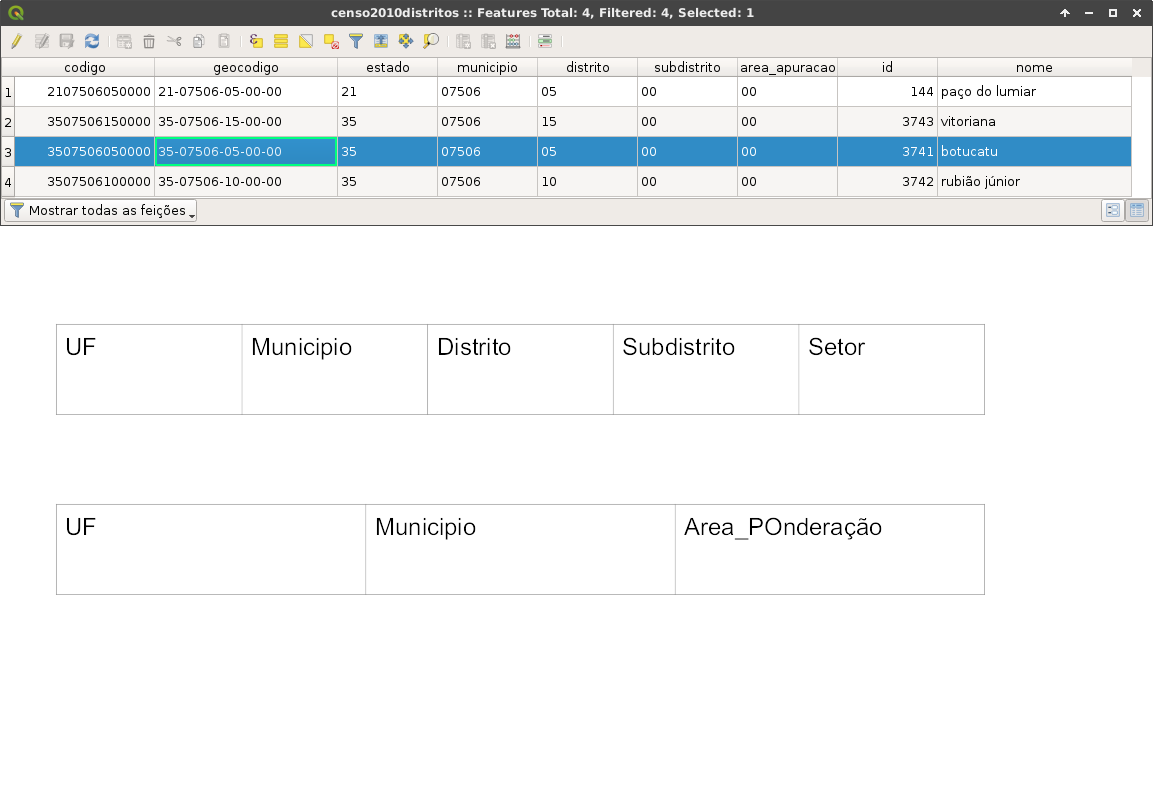 censo2010distritos :: Features Total: 4, Filtered: 4, Selected: 1
codigo geocodigo estado municipio distrito subdistrito area_apuracao id nome
1 2107506050000 21-07506-05-00-00 21 07506 05 00 00 144 paço do lumiar
2 3507506150000 35-07506-15-00-00 35 07506 15 00 00 3743 vitoriana
3 3507506050000 35-07506-05-00-00 35 07506 05 00 00 3741 botucatu
4 3507506100000 35-07506-10-00-00 35 07506 10 00 00 3742 rubião júnior
Mostrar todas as feições
UF Municipio Distrito Subdistrito Setor
UF Municipio Area_POnderação